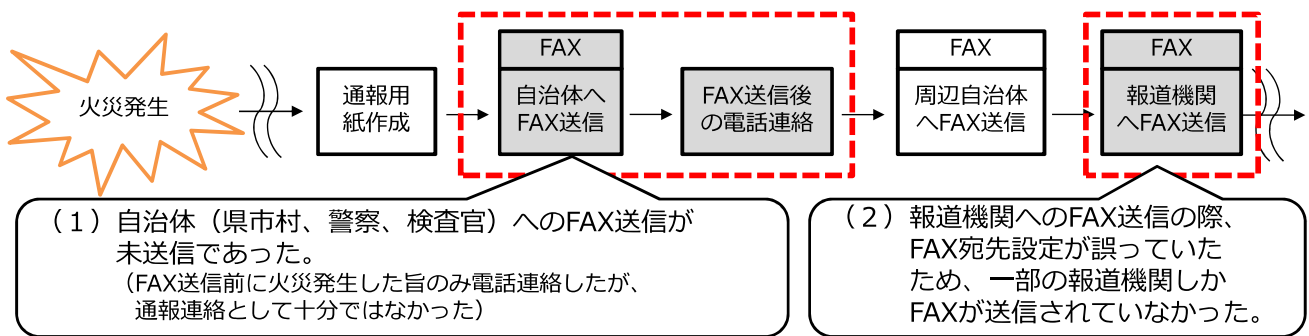 火災発生
通報用
紙作成
FAX
自治体へ
FAX送信
FAX送信後
の電話連絡
FAX
周辺自治体
へFAX送信
FAX
報道機関
へFAX送信
（１）自治体（県市村、警察、検査官）へのFAX送信が
未送信であった。
（FAX送信前に火災発生した旨のみ電話連絡したが、
通報連絡として十分ではなかった）
（２）報道機関へのFAX送信の際、
FAX宛先設定が誤っていた
ため、一部の報道機関しか
FAXが送信されていなかった。